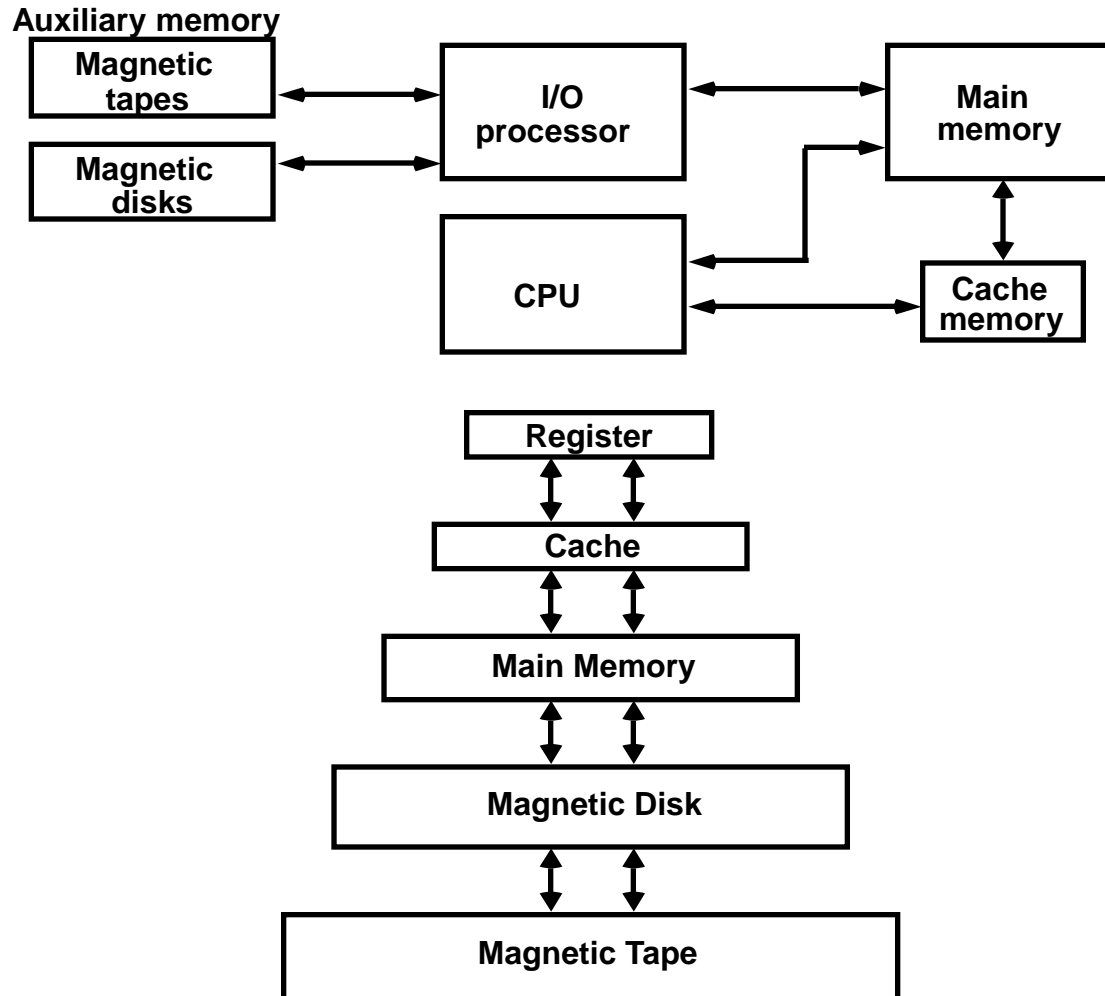 Auxiliary memory
Magnetic
tapes
I/O
processor
Main
memory
Magnetic
disks
CPU
Cache
memory
Register
Cache
Main Memory
Magnetic Disk
Magnetic Tape